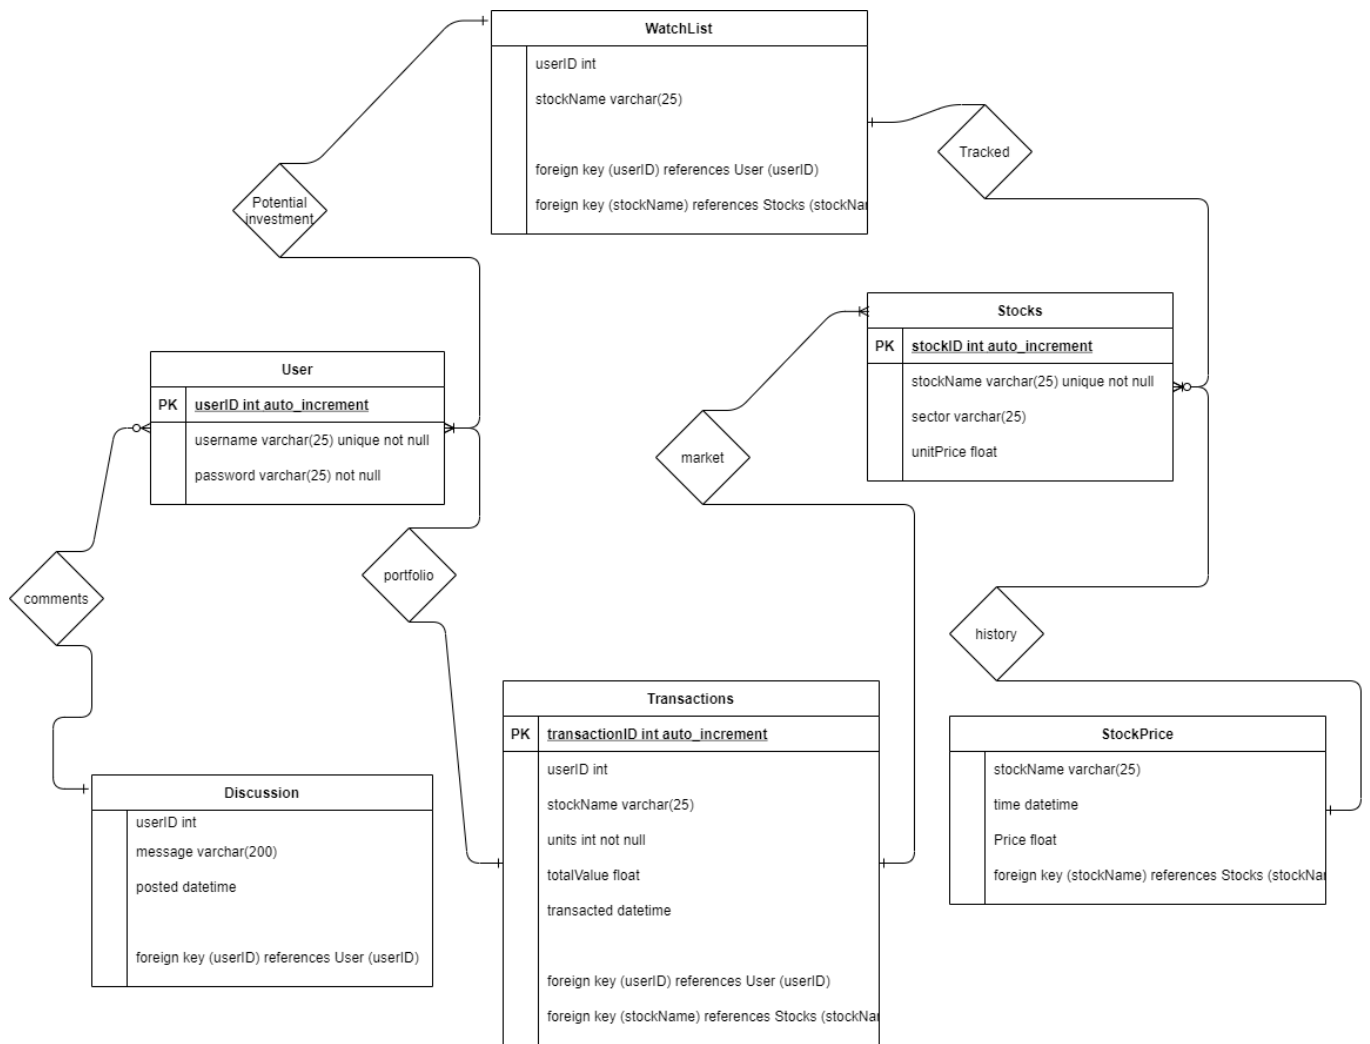 WatchList
userID int
stockName varchar(25)
foreign key (userID) references User (userID)
foreign key (stockName) references Stocks (stockNa
Potential
investment
Tracked
Stocks
PK stockID int auto_increment
stockName varchar(25) unique not null
sector varchar(25)
unitPrice float
User
PK userID int auto_increment
username varchar(25) unique not null
password varchar(25) not null
market
portfolio
comments
history
Transactions
PK transactionID int auto_increment
userID int
stockName varchar(25)
units int not null
totalValue float
transacted datetime
foreign key (userID) references User (userID)
foreign key (stockName) references Stocks (stockNa
StockPrice
stockName varchar(25)
time datetime
Price float
foreign key (stockName) references Stocks (stockNa
Discussion
userID int
message varchar(200)
posted datetime
foreign key (userID) references User (userID)